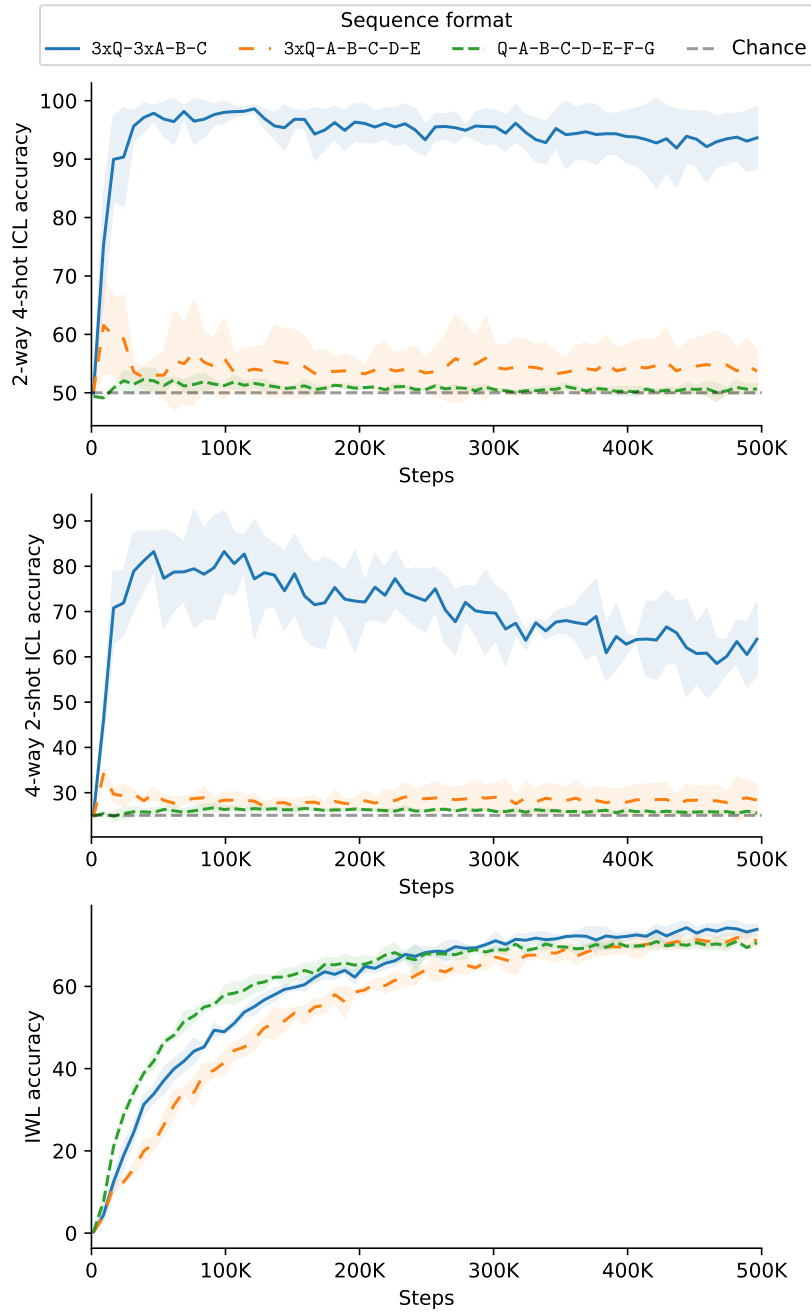 Sequence format
3xQ-3xA-B-C 3xQ-A-B-C-D-E Q-A-B-C-D-E-F-G Chance
100
90
80
70
60
50
2-way 4-shot ICL accuracy
0 100K 200K 300K 400K 500K
Steps
90
80
70
60
50
40
30
4-way 2-shot ICL accuracy
0 100K 200K 300K 400K 500K
Steps
60
40
20
0
IWL accuracy
0 100K 200K 300K 400K 500K
Steps